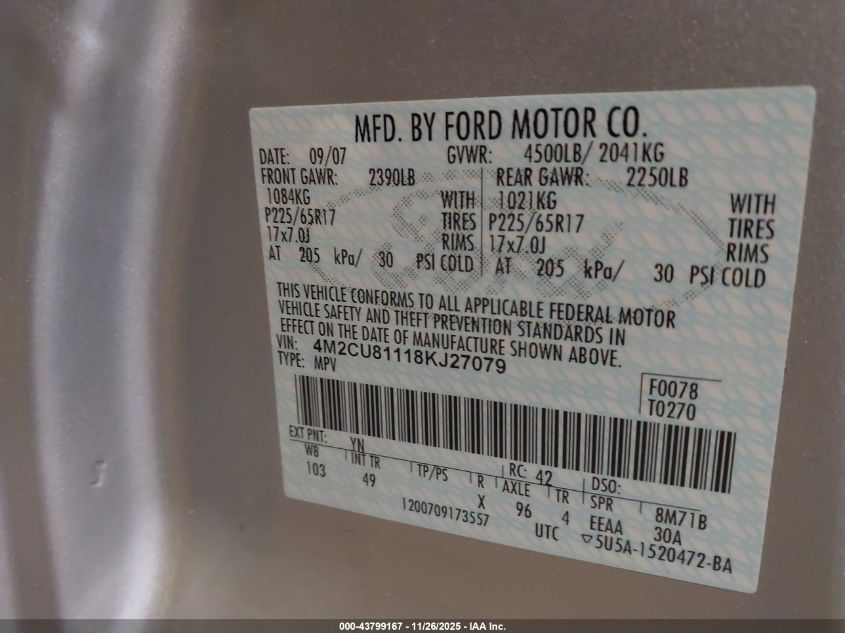 MFD. BY FORD MOTOR CO.
DATE: 09/07 GVWR: 4500LB/ 2041KG
FRONT GAWR: 2390LB REAR GAWR: 2250LB
1084KG WITH 1021KG WITH
P225/65R17 TIRES P225/65R17 TIRES
17x7.0J RIMS 17x7.0J RIMS
AT 205 kPa/ 30 PSI COLD AT 205 kPa/ 30 PSI COLD
THIS VEHICLE CONFORMS TO ALL APPLICABLE FEDERAL MOTOR
VEHICLE SAFETY AND THEFT PREVENTION STANDARDS IN
EFFECT ON THE DATE OF MANUFACTURE SHOWN ABOVE.
VIN: 4M2CU81118KJ27079
TYPE: MPV
F0078
T0270
EXT PNT: YN RC: 42 DSO:
WB INT TR TP/PS R AXLE TR SPR 8M71B
103 49 X 96 4 EEAA 30A
1200709173557 UTC ▽5U5A-1520472-BA
000-43799167 - 11/26/2025 - IAA Inc.